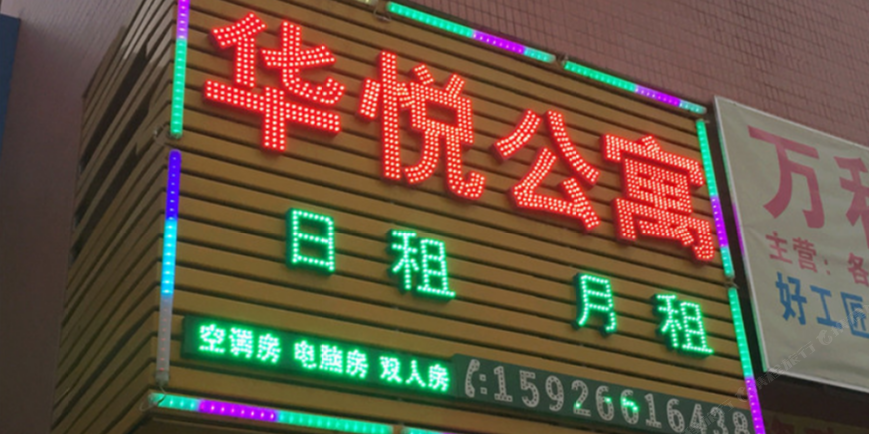 华悦公寓
日租 月租
空调房 电脑房 双人房
:15926616438
万
主营：各
好工匠